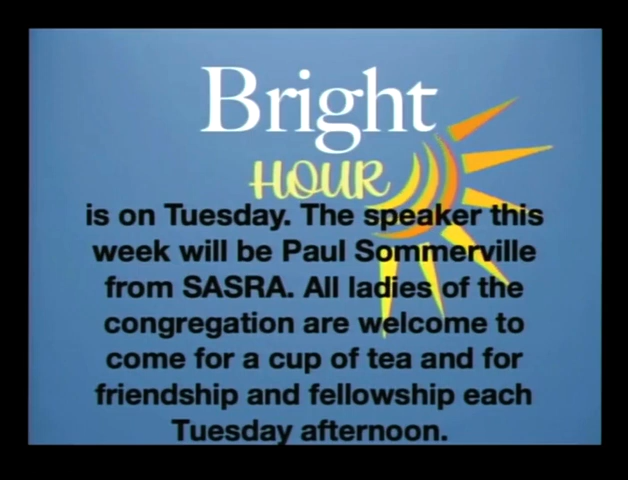 Bright
HOUR
is on Tuesday. The speaker this
week will be Paul Sommerville
from SASRA. All ladies of the
congregation are welcome to
come for a cup of tea and for
friendship and fellowship each
Tuesday afternoon.